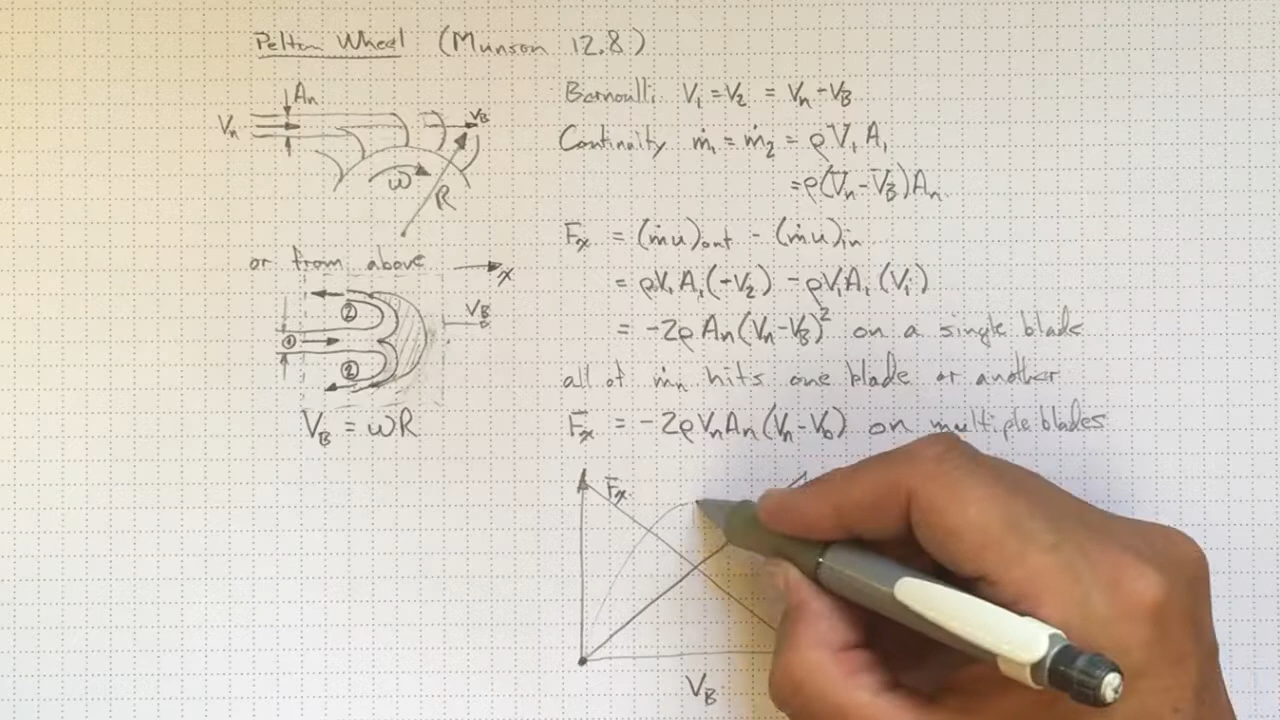 Pelton Wheel (Munson 12.8)
An
Vn
VB
ω
R
or from above
x
VB
②
①
②
VB = ωR
Bernoulli V₁ = V₂ = Vn - VB
Continuity ṁ₁ = ṁ₂ = ρV₁A₁
= ρ(Vn - VB)An
Fx = (ṁu)out - (ṁu)in
= ρV₁A₁(-V₂) - ρV₁A₁(V₁)
= -2ρAn(Vn-VB)² on a single blade
all of ṁn hits one blade or another
Fx = -2ρVnAn(Vn-Vb) on multiple blades
Fx
VB